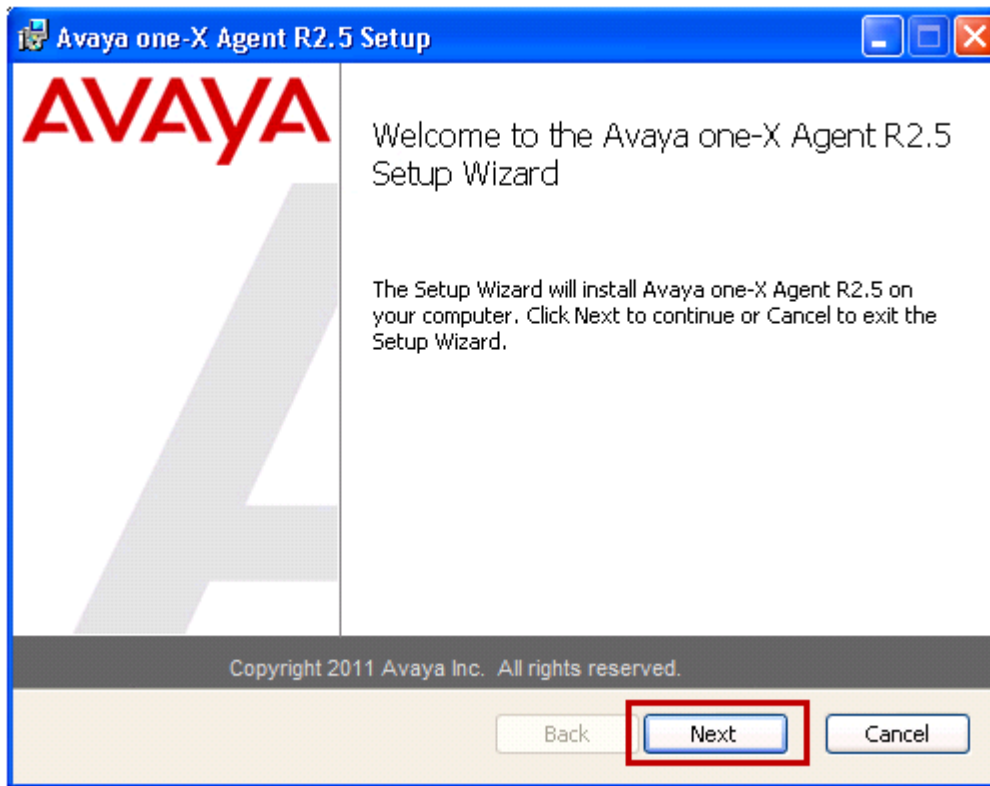 Avaya one-X Agent R2.5 Setup
AVAYA
Welcome to the Avaya one-X Agent R2.5
Setup Wizard
The Setup Wizard will install Avaya one-X Agent R2.5 on
your computer. Click Next to continue or Cancel to exit the
Setup Wizard.
Copyright 2011 Avaya Inc. All rights reserved.
Back
Next
Cancel